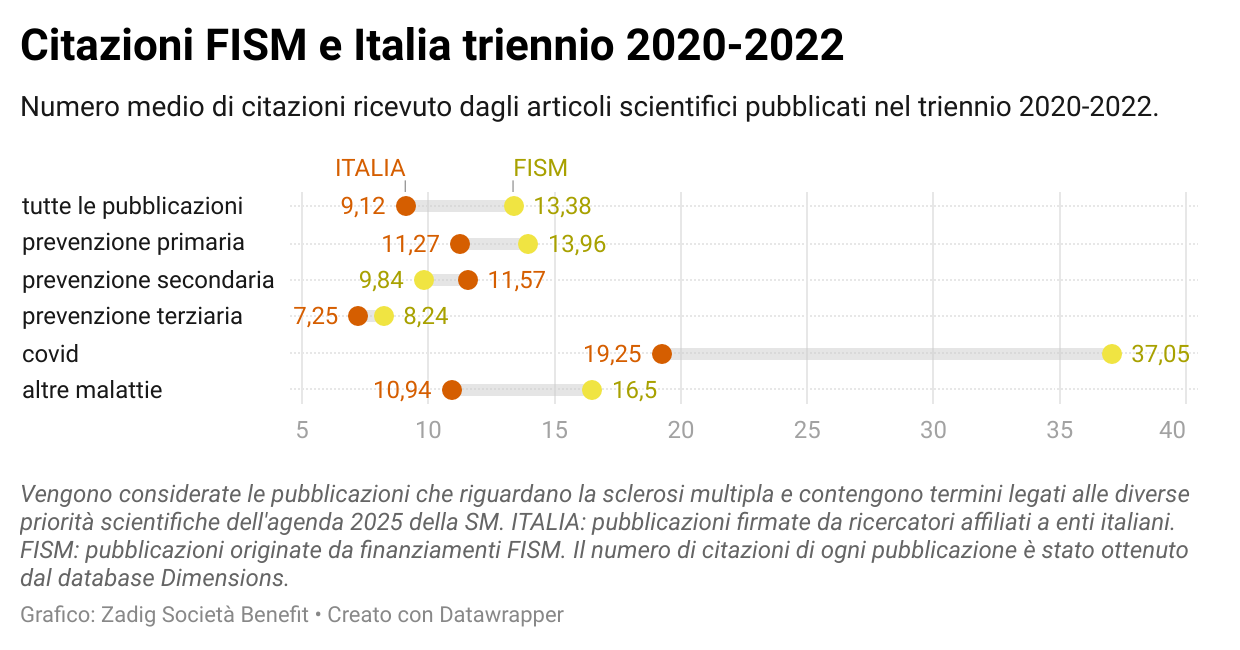 Citazioni FISM e Italia triennio 2020-2022
Numero medio di citazioni ricevuto dagli articoli scientifici pubblicati nel triennio 2020-2022.
ITALIA FISM
tutte le pubblicazioni 9,12 13,38
prevenzione primaria 11,27 13,96
prevenzione secondaria 9,84 11,57
prevenzione terziaria 7,25 8,24
covid 19,25 37,05
altre malattie 10,94 16,5
5 10 15 20 25 30 35 40
Vengono considerate le pubblicazioni che riguardano la sclerosi multipla e contengono termini legati alle diverse
priorità scientifiche dell'agenda 2025 della SM. ITALIA: pubblicazioni firmate da ricercatori affiliati a enti italiani.
FISM: pubblicazioni originate da finanziamenti FISM. Il numero di citazioni di ogni pubblicazione è stato ottenuto
dal database Dimensions.
Grafico: Zadig Società Benefit • Creato con Datawrapper